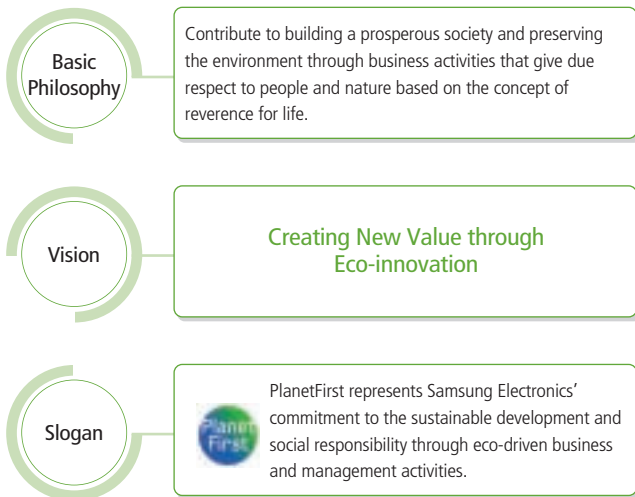 Basic
Philosophy
Contribute to building a prosperous society and preserving
the environment through business activities that give due
respect to people and nature based on the concept of
reverence for life.
Vision
Creating New Value through
Eco-innovation
Slogan
Planet
First
PlanetFirst represents Samsung Electronics’
commitment to the sustainable development and
social responsibility through eco-driven business
and management activities.